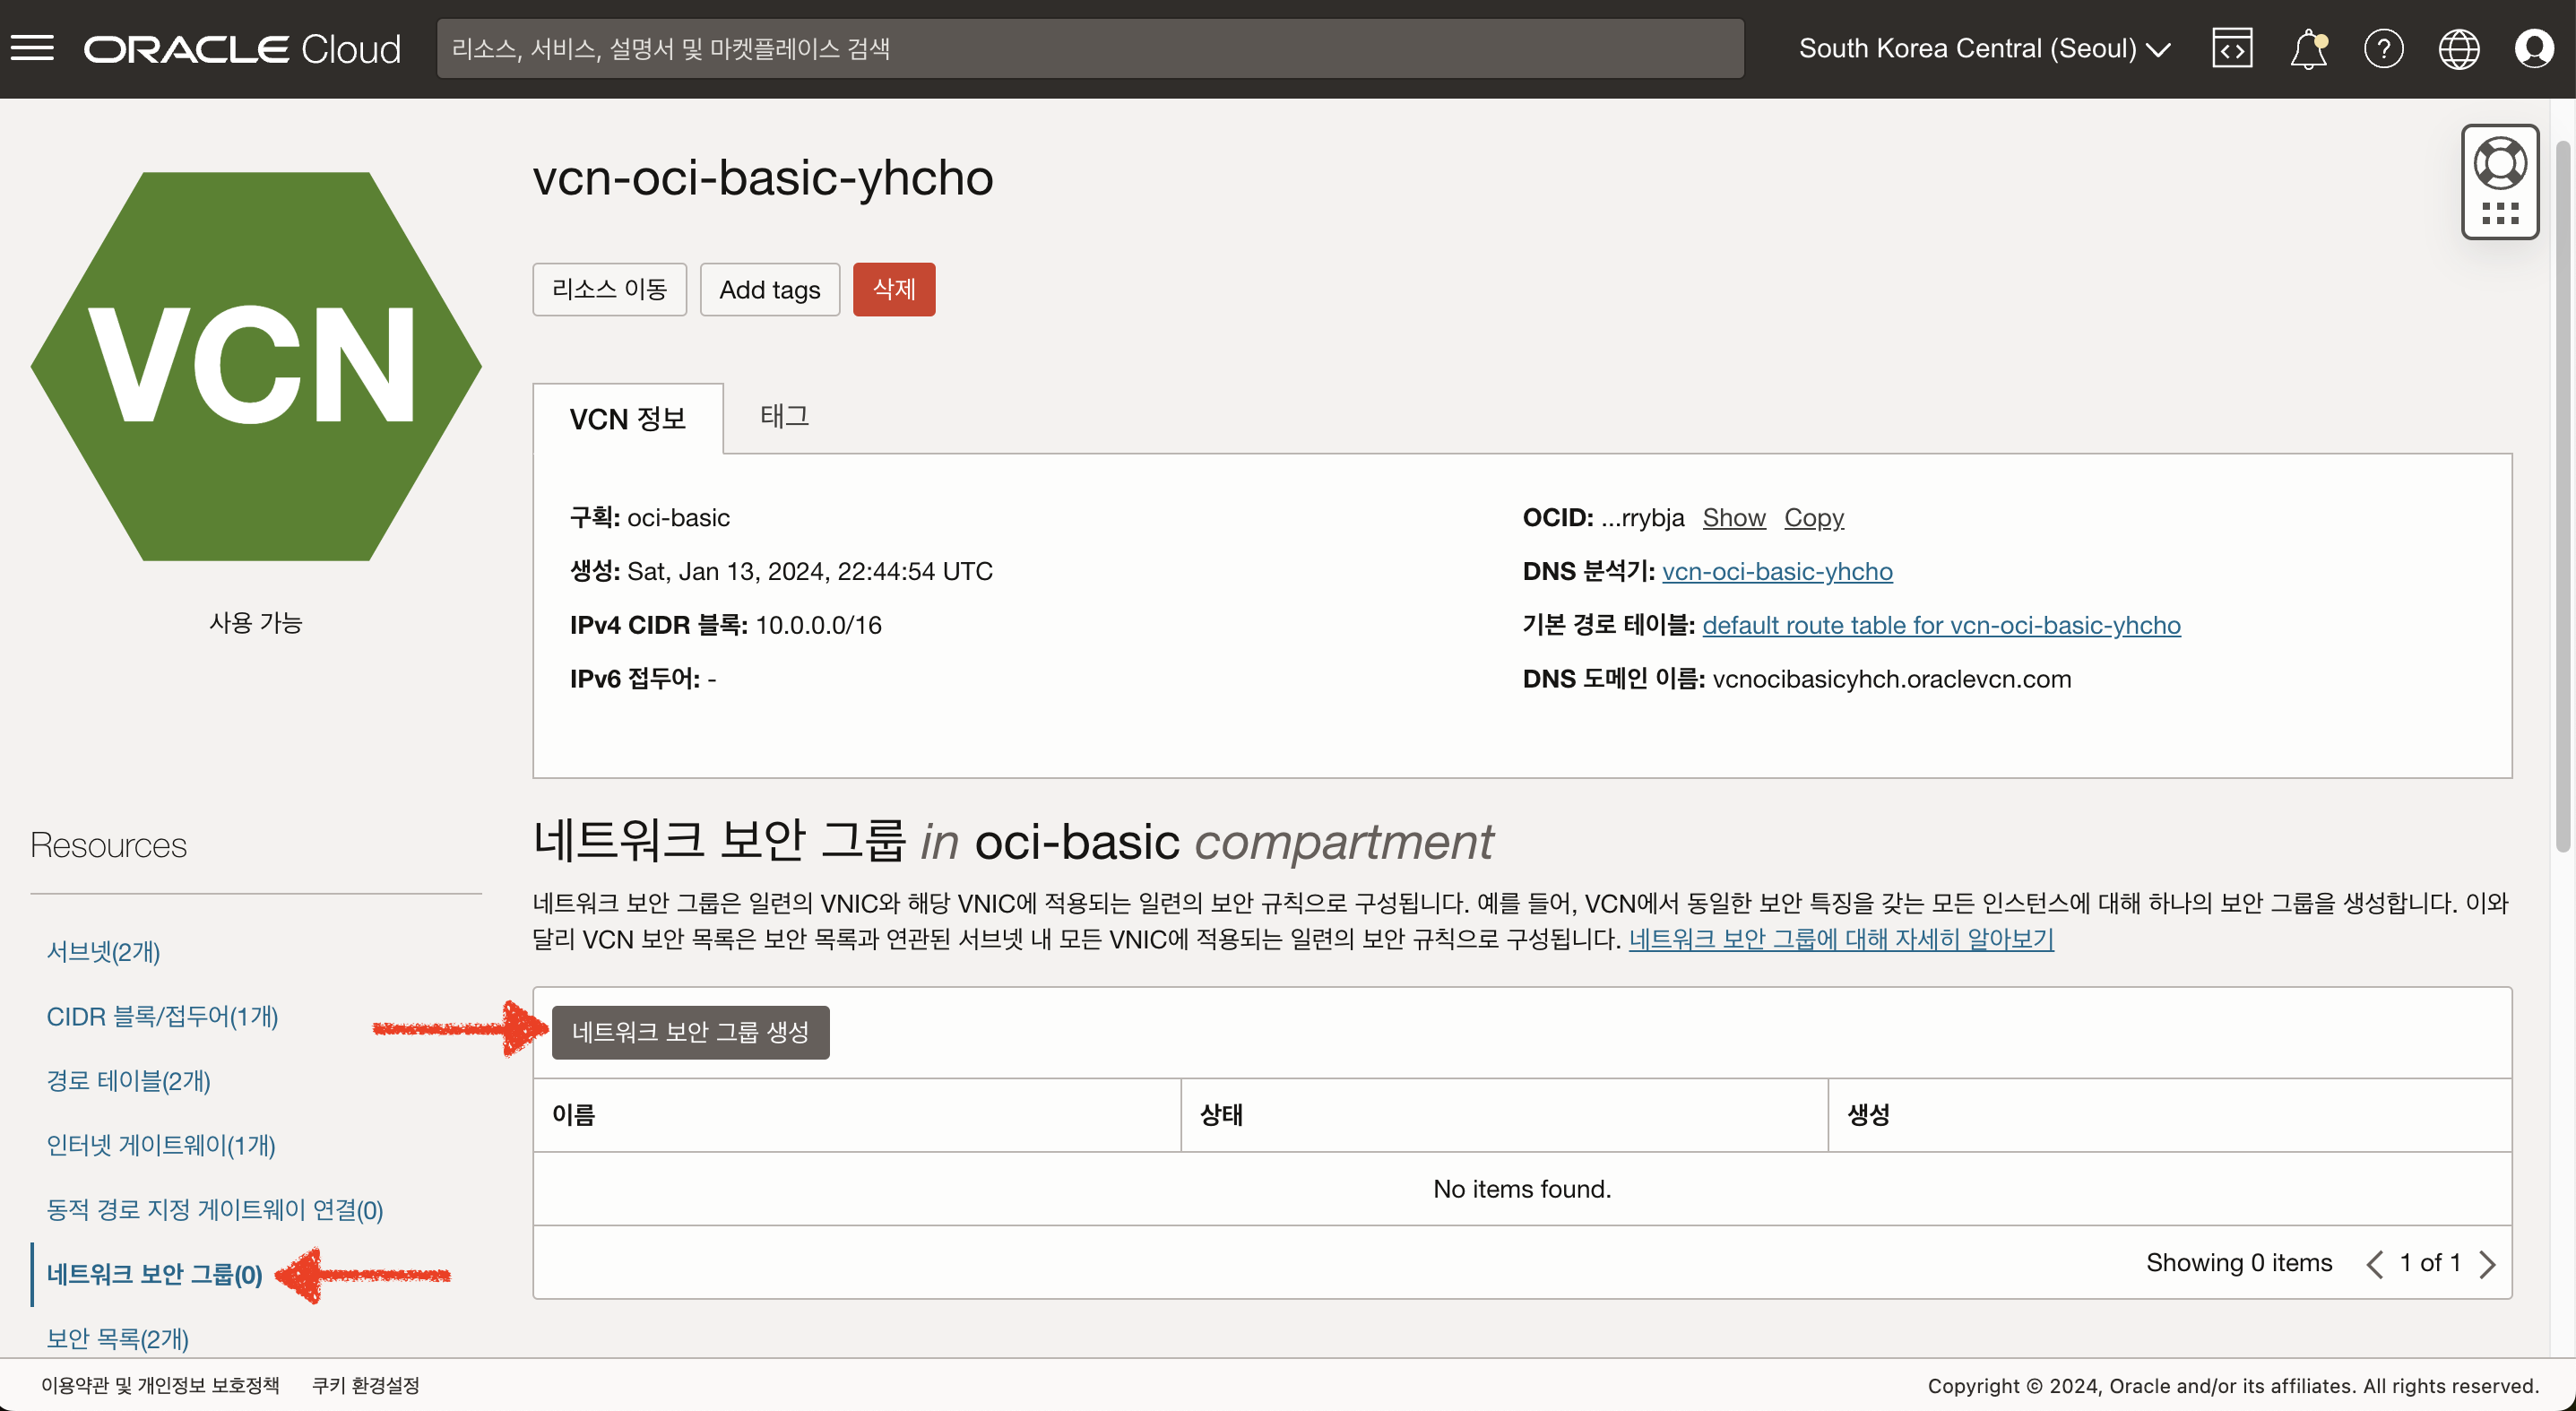 ORACLE Cloud
리소스, 서비스, 설명서 및 마켓플레이스 검색
South Korea Central (Seoul)
VCN
사용 가능
vcn-oci-basic-yhcho
리소스 이동
Add tags
삭제
VCN 정보
태그
구획: oci-basic
생성: Sat, Jan 13, 2024, 22:44:54 UTC
IPv4 CIDR 블록: 10.0.0.0/16
IPv6 접두어: -
OCID: ...rrybja Show Copy
DNS 분석기: vcn-oci-basic-yhcho
기본 경로 테이블: default route table for vcn-oci-basic-yhcho
DNS 도메인 이름: vcnocibasicyhch.oraclevcn.com
Resources
서브넷(2개)
CIDR 블록/접두어(1개)
경로 테이블(2개)
인터넷 게이트웨이(1개)
동적 경로 지정 게이트웨이 연결(0)
네트워크 보안 그룹(0)
보안 목록(2개)
네트워크 보안 그룹 in oci-basic compartment
네트워크 보안 그룹은 일련의 VNIC와 해당 VNIC에 적용되는 일련의 보안 규칙으로 구성됩니다. 예를 들어, VCN에서 동일한 보안 특징을 갖는 모든 인스턴스에 대해 하나의 보안 그룹을 생성합니다. 이와
달리 VCN 보안 목록은 보안 목록과 연관된 서브넷 내 모든 VNIC에 적용되는 일련의 보안 규칙으로 구성됩니다. 네트워크 보안 그룹에 대해 자세히 알아보기
네트워크 보안 그룹 생성
이름
상태
생성
No items found.
Showing 0 items
1 of 1
이용약관 및 개인정보 보호정책
쿠키 환경설정
Copyright © 2024, Oracle and/or its affiliates. All rights reserved.